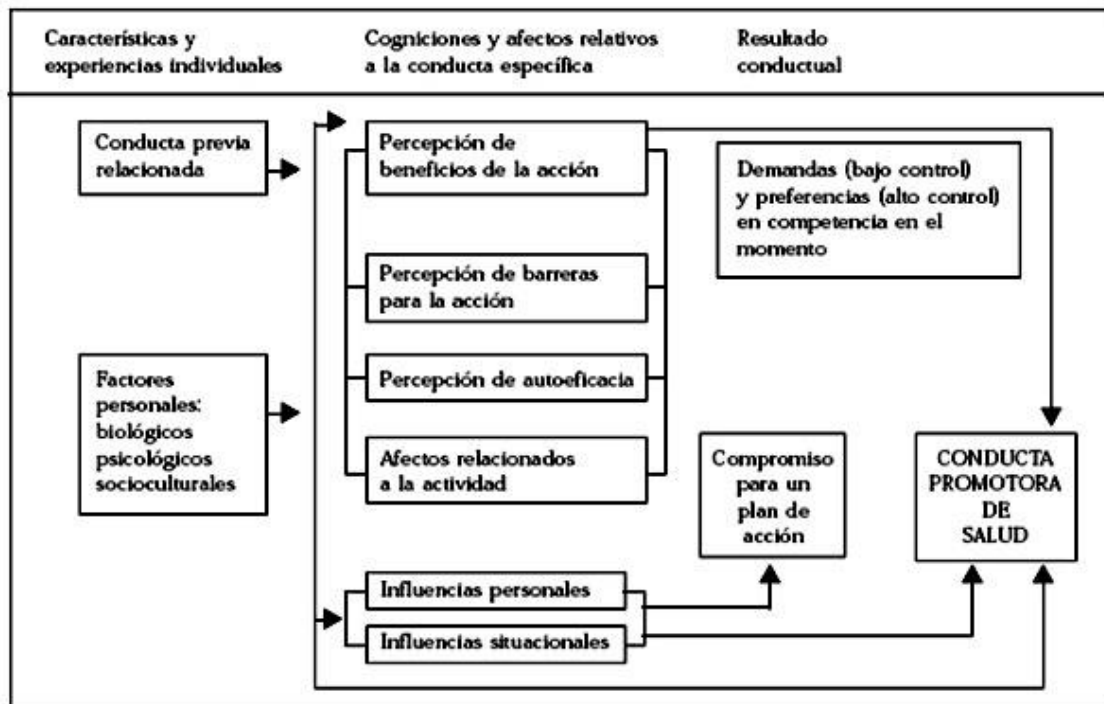 Características y
experiencias individuales
Cogniciones y afectos relativos
a la conducta específica
Resultado
conductual
Conducta previa
relacionada
Factores
personales:
biológicos
psicológicos
socioculturales
Percepción de
beneficios de la acción
Percepción de barreras
para la acción
Percepción de autoeficacia
Afectos relacionados
a la actividad
Influencias personales
Influencias situacionales
Demandas (bajo control)
y preferencias (alto control)
en competencia en el
momento
Compromiso
para un
plan de
acción
CONDUCTA
PROMOTORA
DE
SALUD